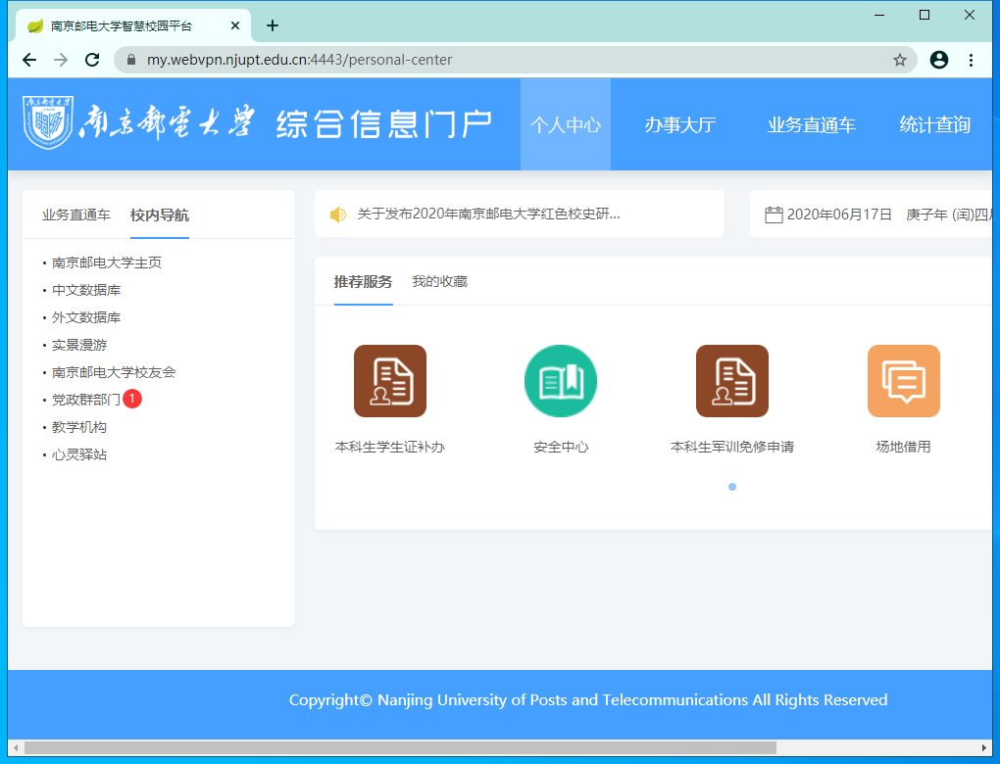 南京邮电大学智慧校园平台
my.webvpn.njupt.edu.cn:4443/personal-center
南京邮电大学 综合信息门户 个人中心 办事大厅 业务直通车 统计查询
业务直通车 校内导航
关于发布2020年南京邮电大学红色校史研...
2020年06月17日 庚子年 (闰)四月
南京邮电大学主页
中文数据库
外文数据库
实景漫游
南京邮电大学校友会
党政群部门 1
教学机构
心灵驿站
推荐服务 我的收藏
本科生学生证补办 安全中心 本科生军训免修申请 场地借用
Copyright© Nanjing University of Posts and Telecommunications All Rights Reserved